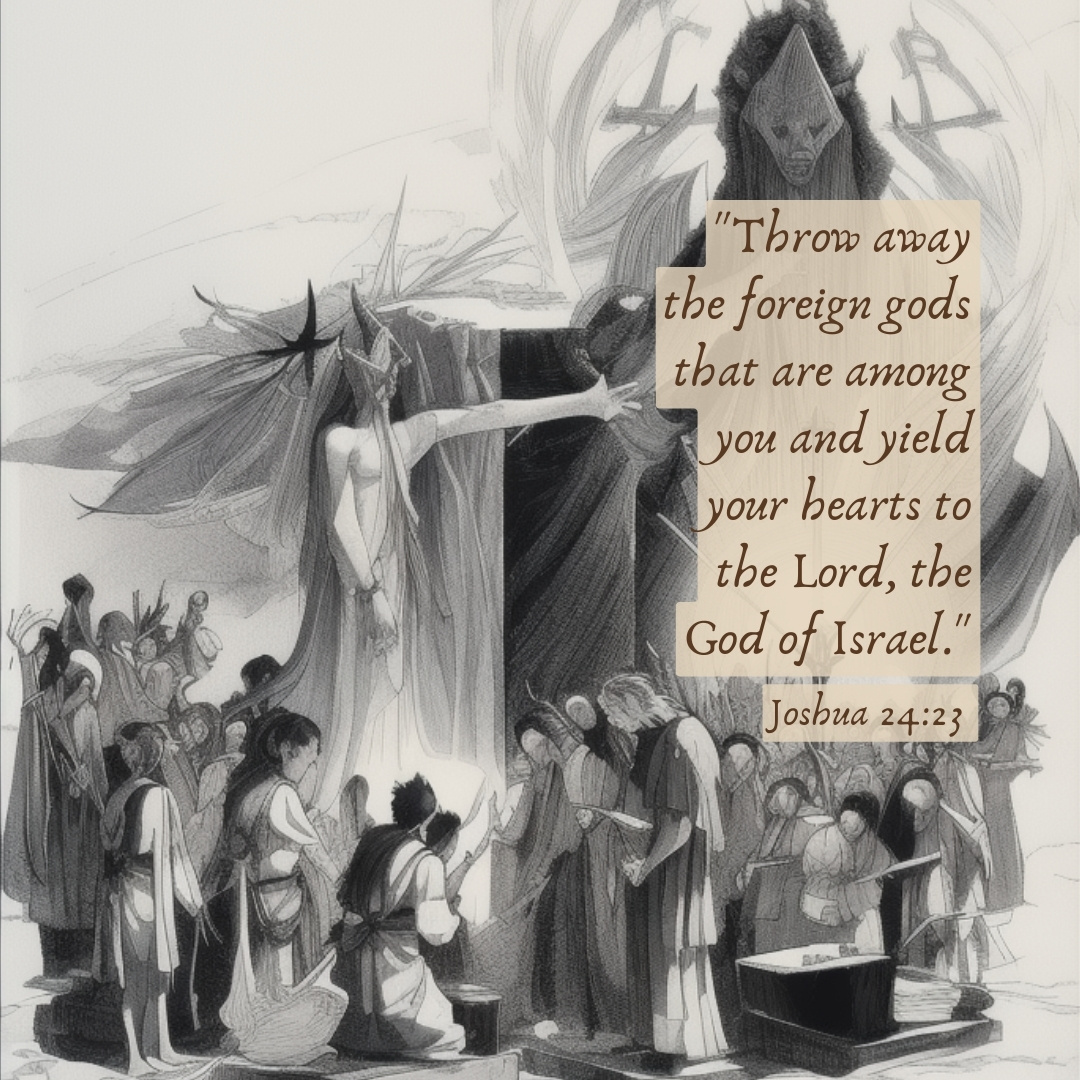 "Throw away
the foreign gods
that are among
you and yield
your hearts to
the Lord, the
God of Israel."
Joshua 24:23